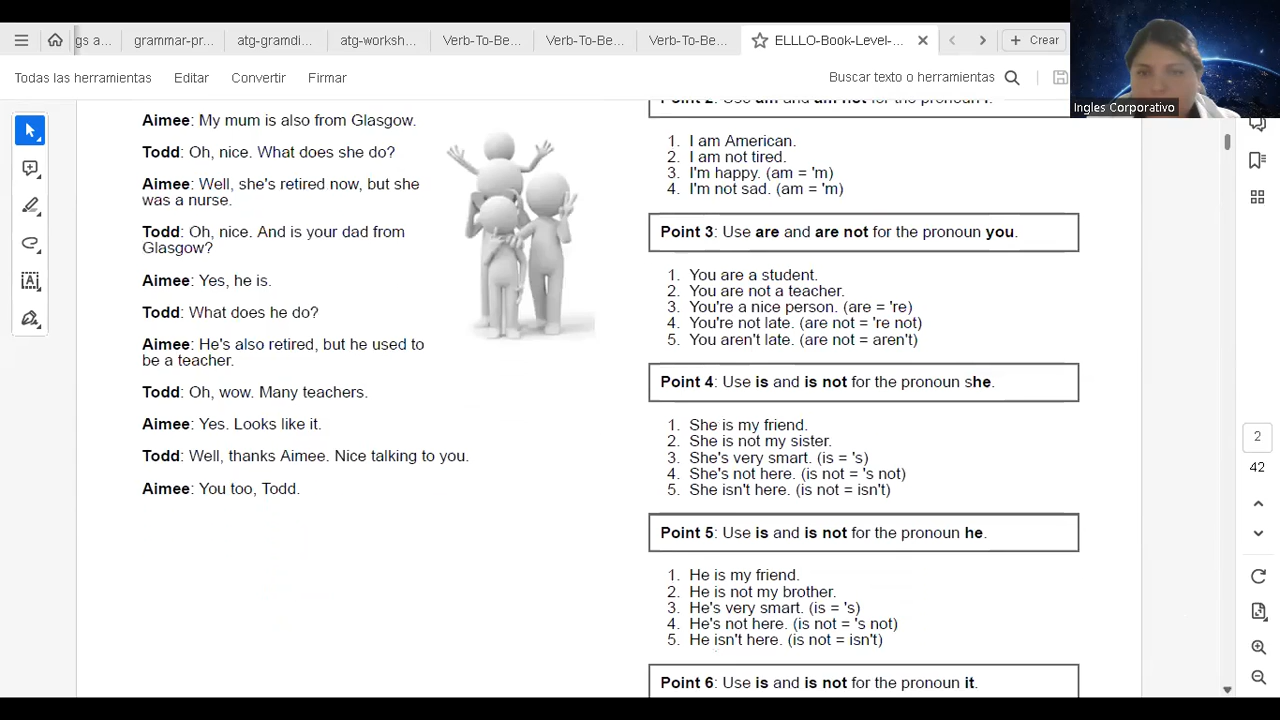 gs a...
grammar-pr...
atg-gramdi...
atg-worksh...
Verb-To-Be...
Verb-To-Be...
Verb-To-Be...
ELLLO-Book-Level-...
Crear
Todas las herramientas
Editar
Convertir
Firmar
Buscar texto o herramientas
Ingles Corporativo
Aimee: My mum is also from Glasgow.
Todd: Oh, nice. What does she do?
Aimee: Well, she's retired now, but she
was a nurse.
Todd: Oh, nice. And is your dad from
Glasgow?
Aimee: Yes, he is.
Todd: What does he do?
Aimee: He's also retired, but he used to
be a teacher.
Todd: Oh, wow. Many teachers.
Aimee: Yes. Looks like it.
Todd: Well, thanks Aimee. Nice talking to you.
Aimee: You too, Todd.
Point 2: Use am and am not for the pronoun I.
1. I am American.
2. I am not tired.
3. I'm happy. (am = 'm)
4. I'm not sad. (am = 'm)
Point 3: Use are and are not for the pronoun you.
1. You are a student.
2. You are not a teacher.
3. You're a nice person. (are = 're)
4. You're not late. (are not = 're not)
5. You aren't late. (are not = aren't)
Point 4: Use is and is not for the pronoun she.
1. She is my friend.
2. She is not my sister.
3. She's very smart. (is = 's)
4. She's not here. (is not = 's not)
5. She isn't here. (is not = isn't)
Point 5: Use is and is not for the pronoun he.
1. He is my friend.
2. He is not my brother.
3. He's very smart. (is = 's)
4. He's not here. (is not = 's not)
5. He isn't here. (is not = isn't)
Point 6: Use is and is not for the pronoun it.
2
42